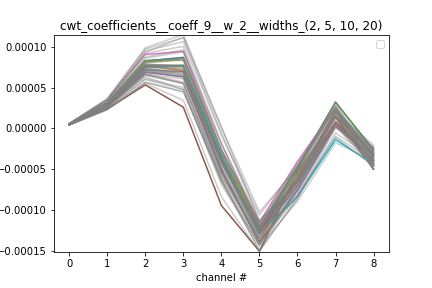 cwt_coefficients__coeff_9__w_2__widths_(2, 5, 10, 20)
0.00010
0.00005
0.00000
−0.00005
−0.00010
−0.00015
0 1 2 3 4 5 6 7 8
channel #